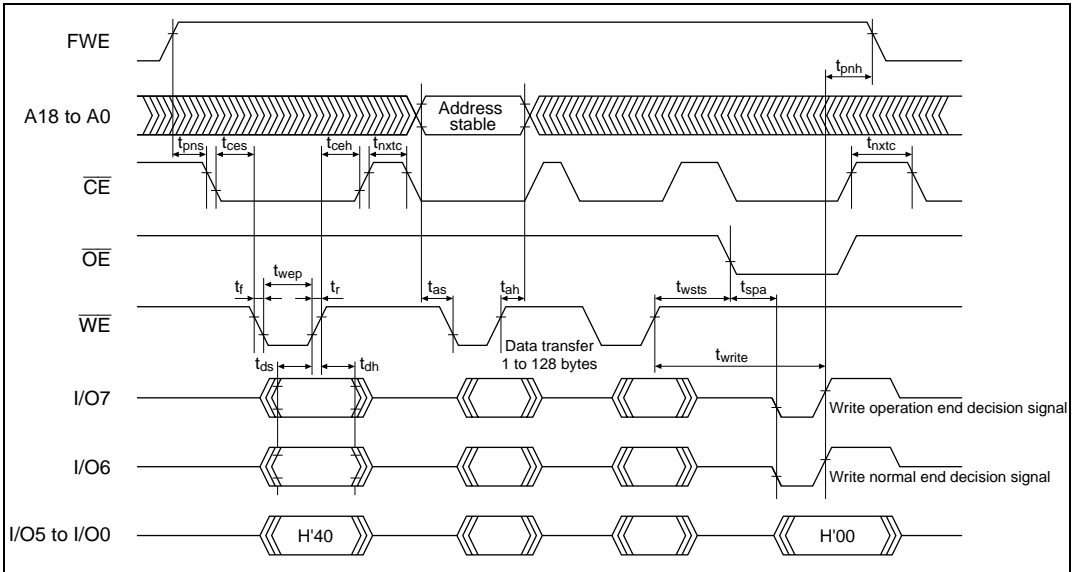 FWE
tpnh
A18 to A0
Address
stable
tpns
tces
tceh
tnxtc
tnxtc
CE
OE
twep
tf
tr
tas
tah
twsts
tspa
WE
Data transfer
1 to 128 bytes
twrite
tds
tdh
I/O7
Write operation end decision signal
I/O6
Write normal end decision signal
I/O5 to I/O0
H'40
H'00